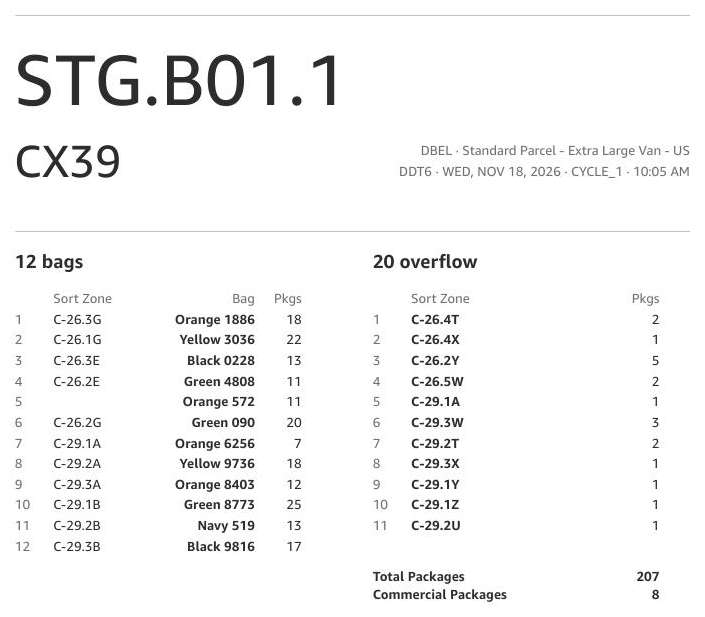 STG.B01.1
CX39
DBEL · Standard Parcel - Extra Large Van - US
DDT6 · WED, NOV 18, 2026 · CYCLE_1 · 10:05 AM
12 bags
Sort Zone Bag Pkgs
1 C-26.3G Orange 1886 18
2 C-26.1G Yellow 3036 22
3 C-26.3E Black 0228 13
4 C-26.2E Green 4808 11
5 Orange 572 11
6 C-26.2G Green 090 20
7 C-29.1A Orange 6256 7
8 C-29.2A Yellow 9736 18
9 C-29.3A Orange 8403 12
10 C-29.1B Green 8773 25
11 C-29.2B Navy 519 13
12 C-29.3B Black 9816 17
20 overflow
Sort Zone Pkgs
1 C-26.4T 2
2 C-26.4X 1
3 C-26.2Y 5
4 C-26.5W 2
5 C-29.1A 1
6 C-29.3W 3
7 C-29.2T 2
8 C-29.3X 1
9 C-29.1Y 1
10 C-29.1Z 1
11 C-29.2U 1
Total Packages 207
Commercial Packages 8